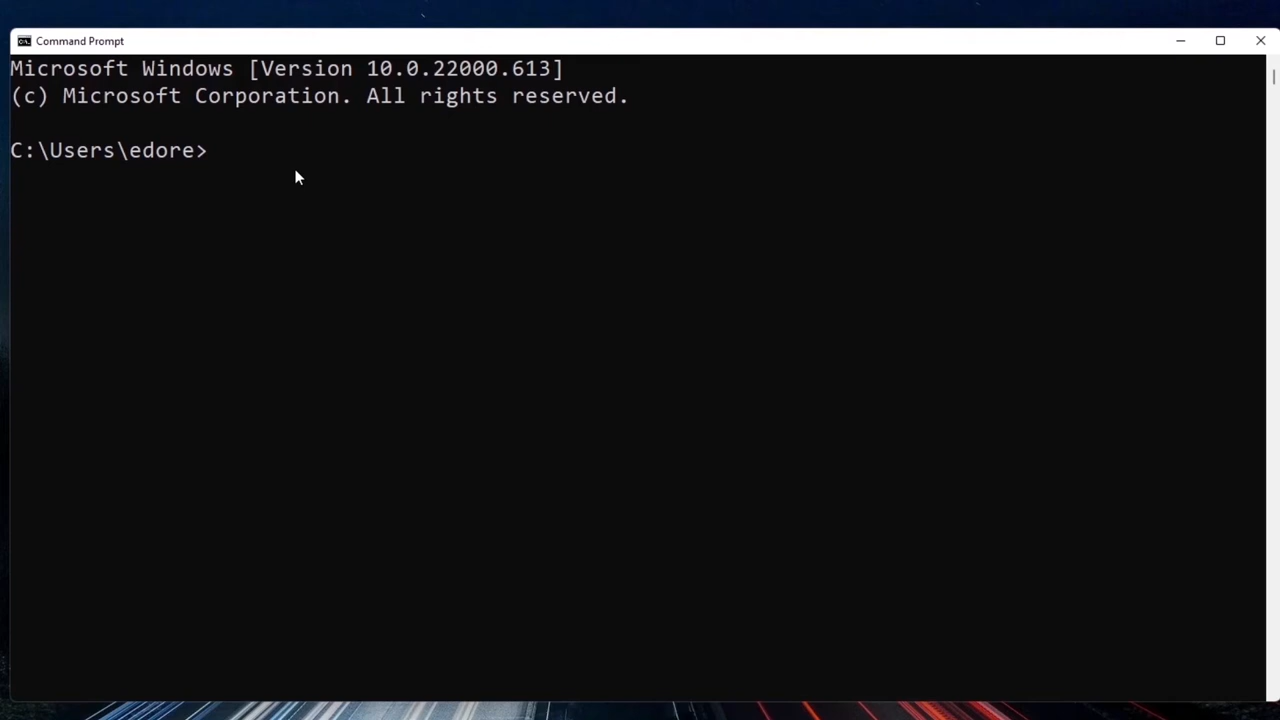 Command Prompt
Microsoft Windows [Version 10.0.22000.613]
(c) Microsoft Corporation. All rights reserved.
C:\Users\edore>